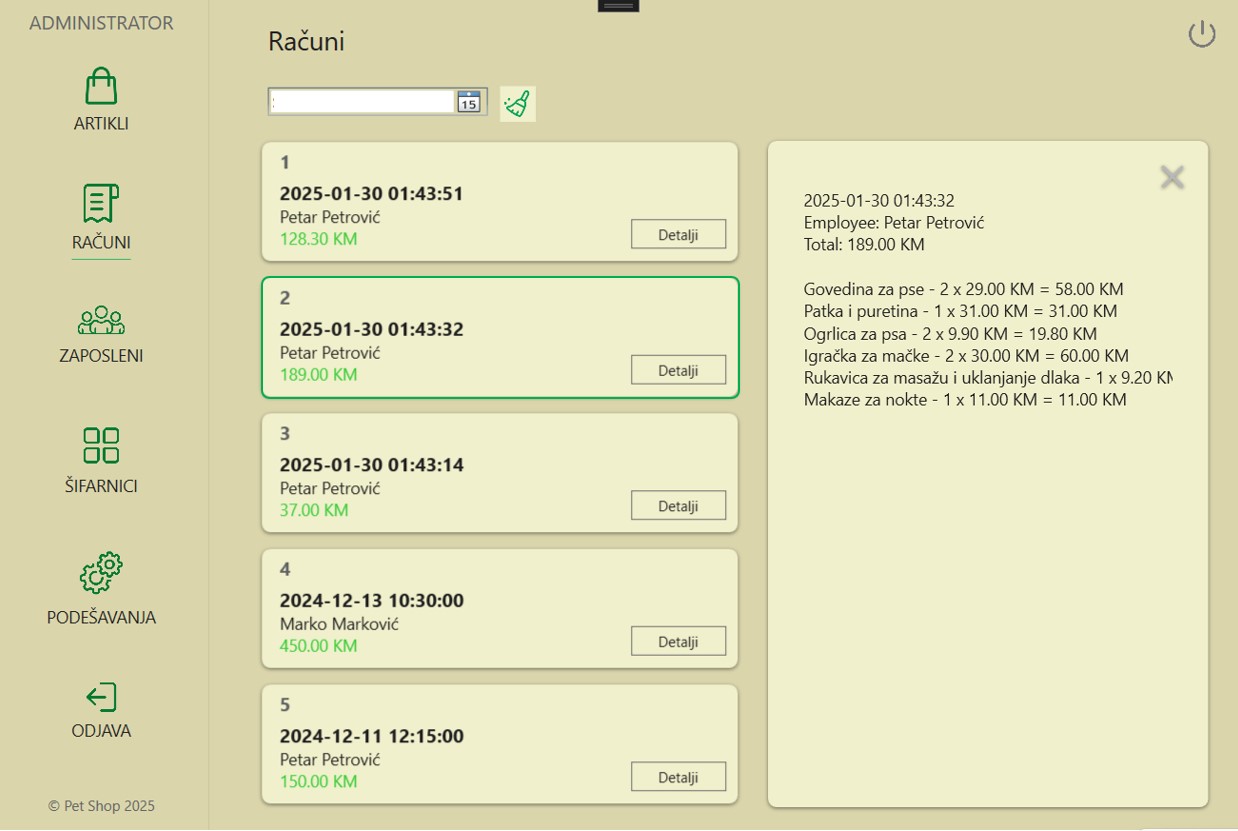 ADMINISTRATOR
ARTIKLI
RAČUNI
ZAPOSLENI
ŠIFARNICI
PODEŠAVANJA
ODJAVA
© Pet Shop 2025
Računi
15
1
2025-01-30 01:43:51
Petar Petrović
128.30 KM
Detalji
2
2025-01-30 01:43:32
Petar Petrović
189.00 KM
Detalji
3
2025-01-30 01:43:14
Petar Petrović
37.00 KM
Detalji
4
2024-12-13 10:30:00
Marko Marković
450.00 KM
Detalji
5
2024-12-11 12:15:00
Petar Petrović
150.00 KM
Detalji
2025-01-30 01:43:32
Employee: Petar Petrović
Total: 189.00 KM
Govedina za pse - 2 x 29.00 KM = 58.00 KM
Patka i puretina - 1 x 31.00 KM = 31.00 KM
Ogrlica za psa - 2 x 9.90 KM = 19.80 KM
Igračka za mačke - 2 x 30.00 KM = 60.00 KM
Rukavica za masažu i uklanjanje dlaka - 1 x 9.20
Makaze za nokte - 1 x 11.00 KM = 11.00 KM